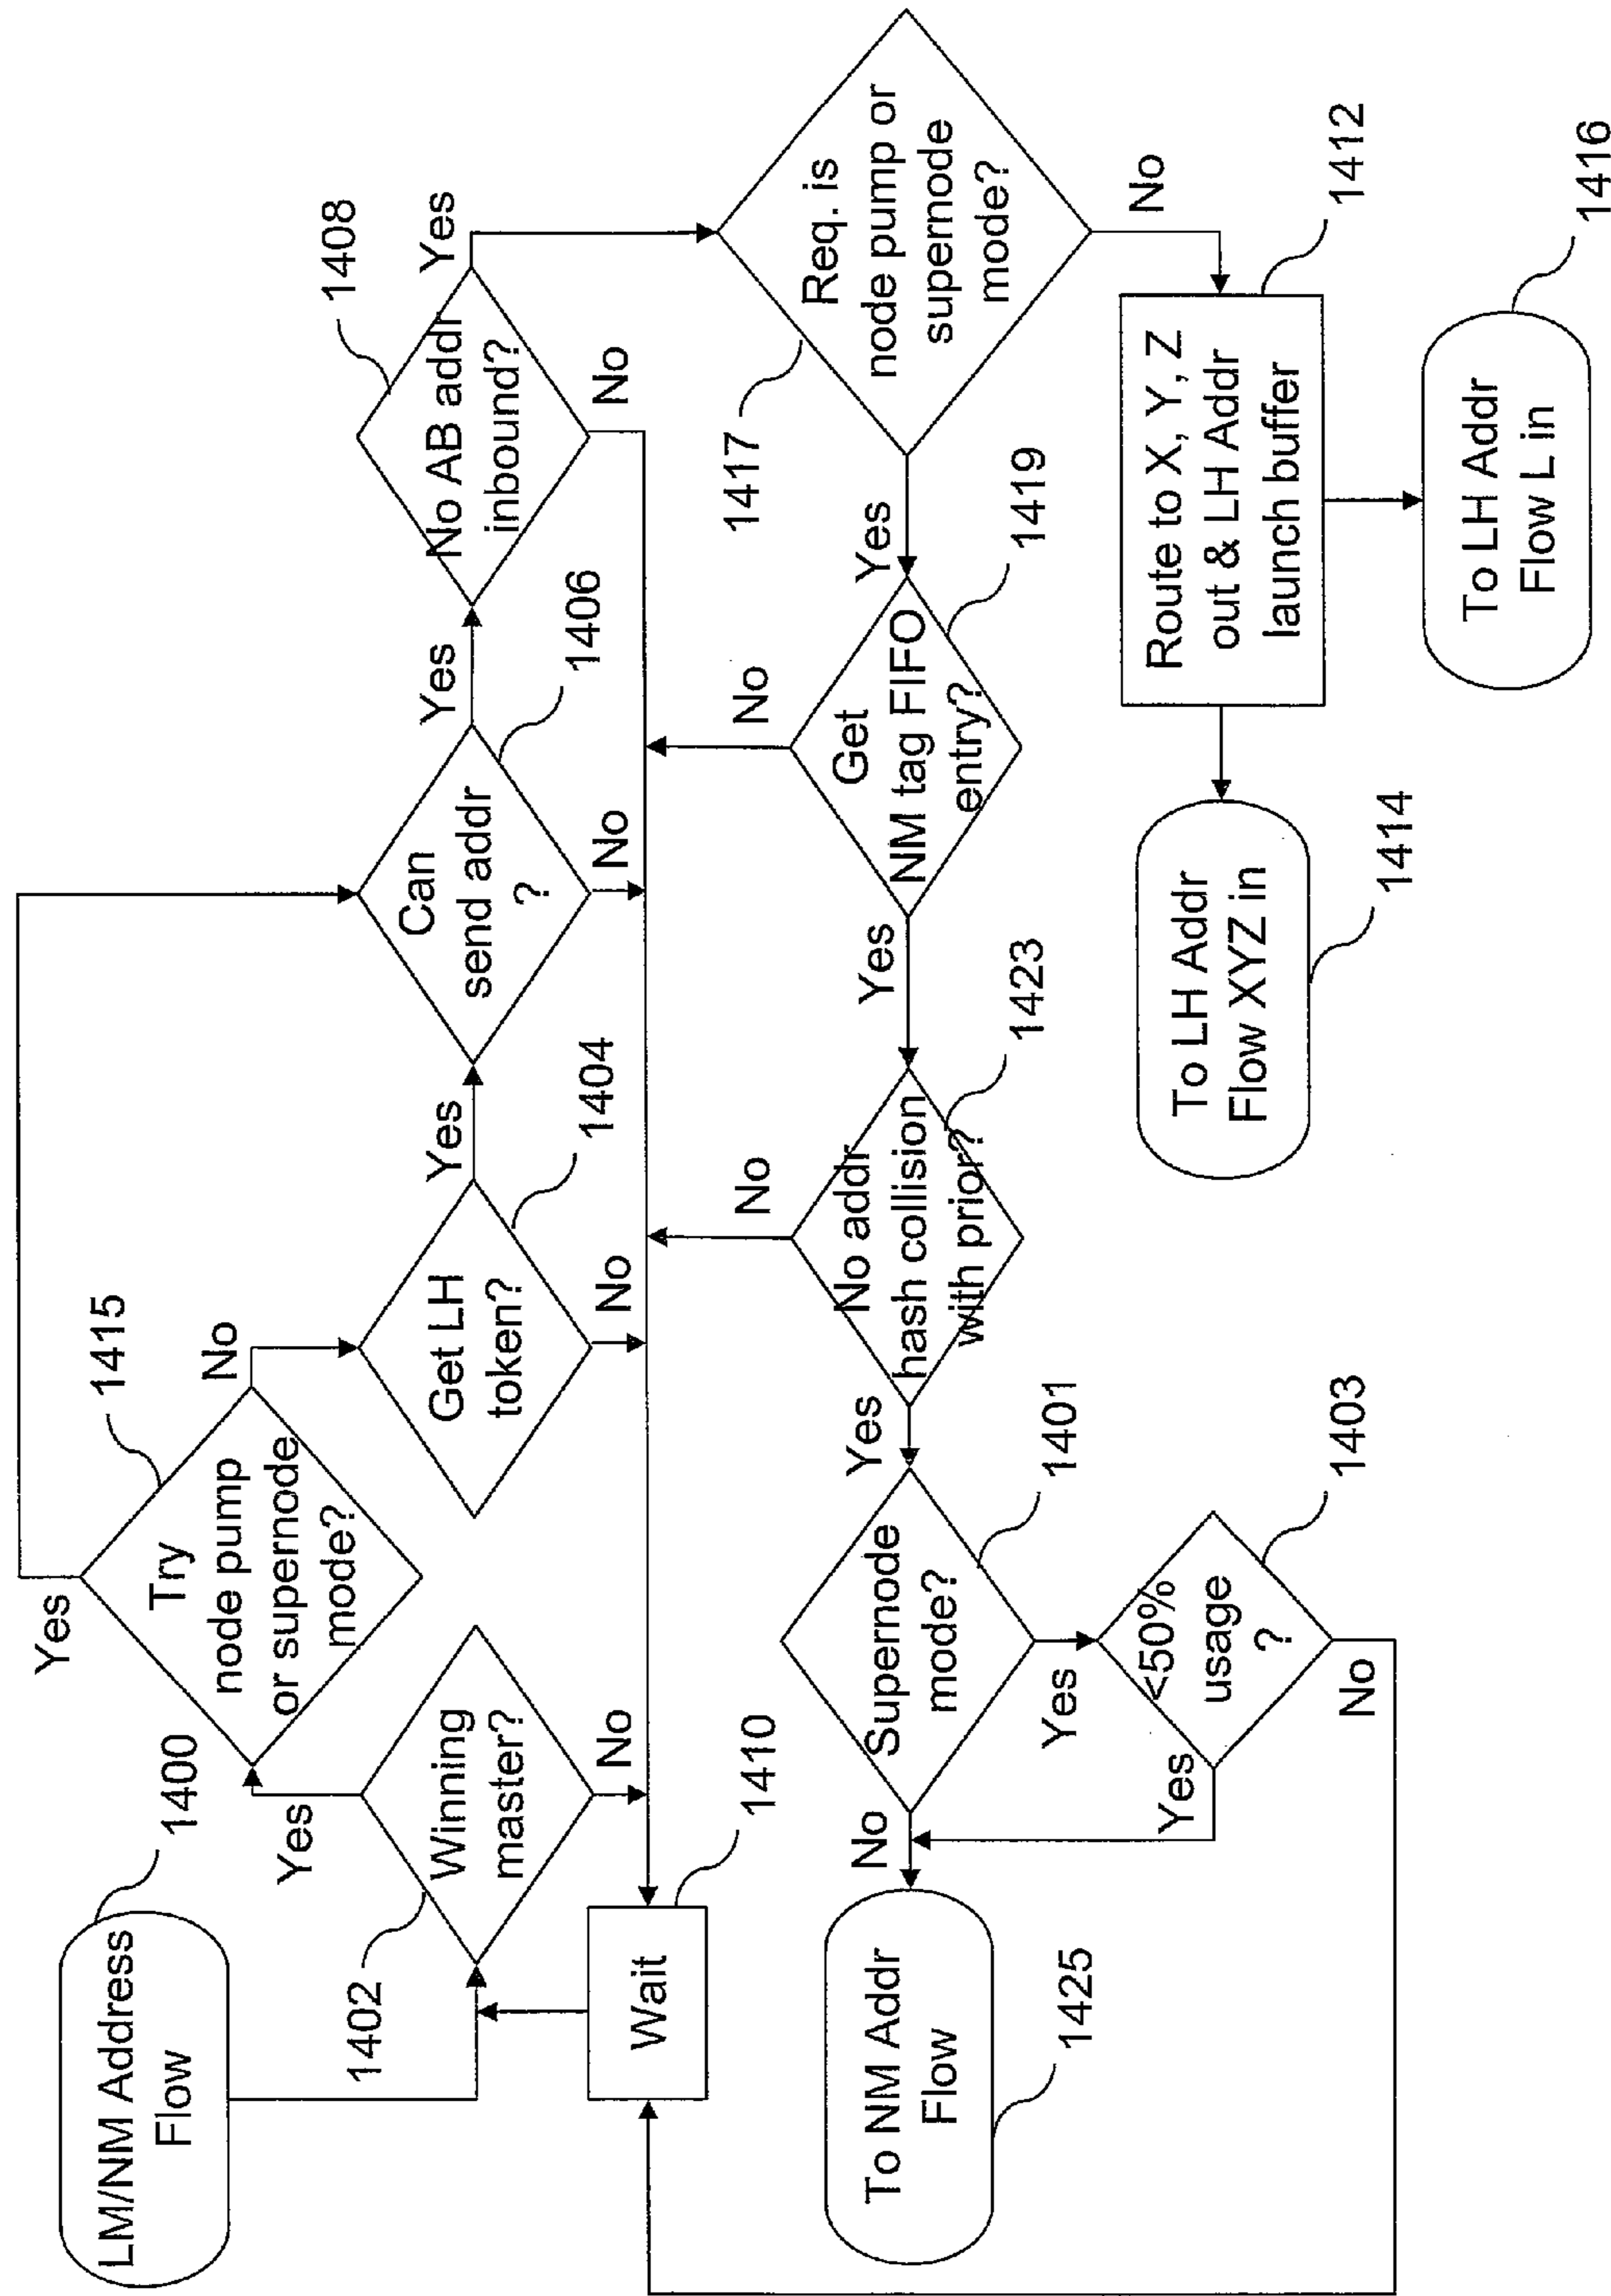 LM/NM Address
Flow
1400
1402
Winning
master?
Yes
No
Wait
1410
Try
node pump
or supernode
mode?
1415
Yes
No
Get LH
token?
1404
Yes
No
Can
send addr
?
1406
Yes
No
No AB addr
inbound?
1408
Yes
No
Req. is
node pump or
supernode
mode?
1417
Yes
No
Get
NM tag FIFO
entry?
1419
No
Yes
No addr
hash collision
with prior?
1423
No
Yes
Supernode
mode?
1401
No
Yes
<50%
usage
?
1403
Yes
No
To NM Addr
Flow
1425
Route to X, Y, Z
out & LH Addr
launch buffer
1412
To LH Addr
Flow XYZ in
1414
To LH Addr
Flow L in
1416